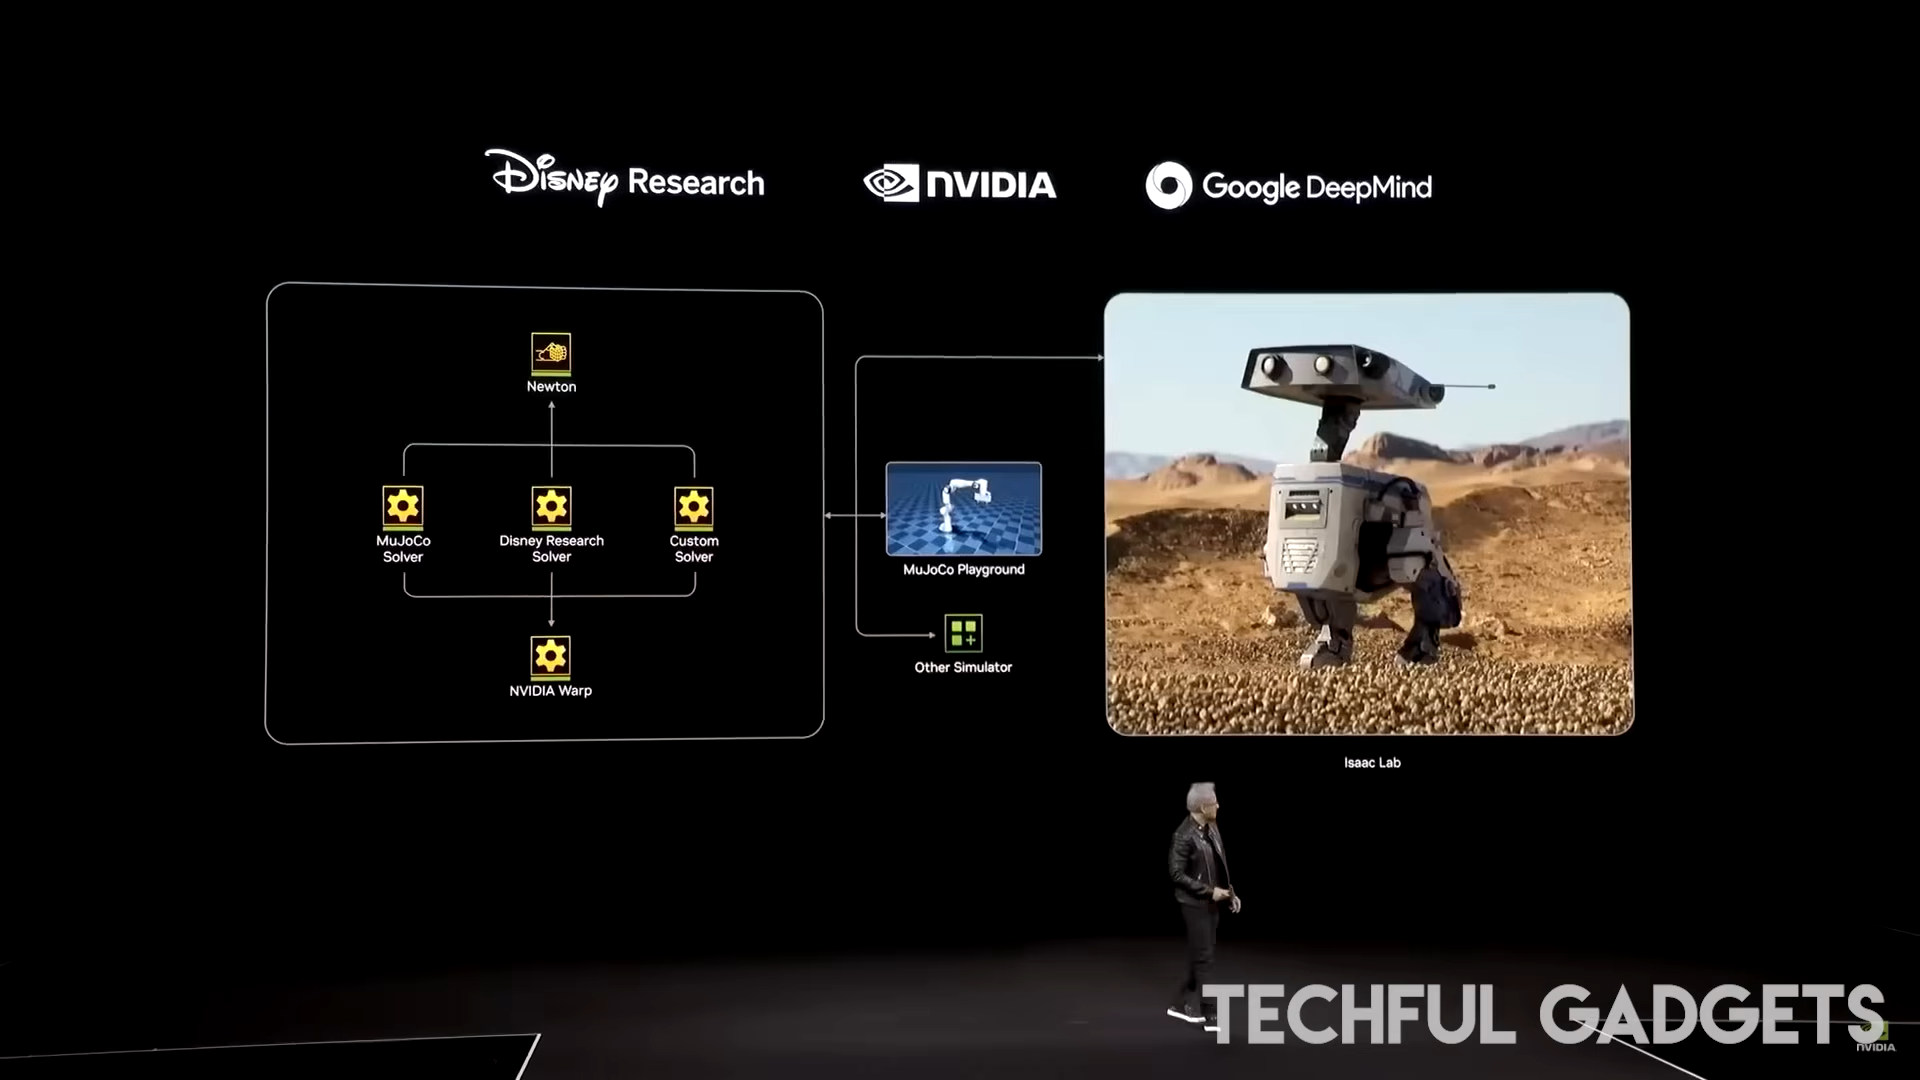 Disney Research
NVIDIA
Google DeepMind
Newton
MuJoCo
Solver
Disney Research
Solver
Custom
Solver
NVIDIA Warp
MuJoCo Playground
Other Simulator
Isaac Lab
TECHFUL GADGETS
NVIDIA